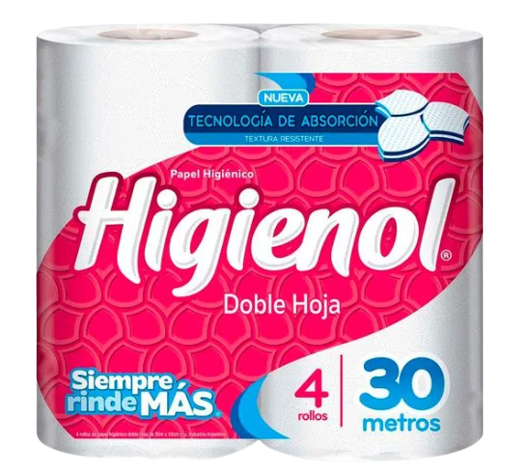 NUEVA
TECNOLOGÍA DE ABSORCIÓN
TEXTURA RESISTENTE
Papel Higiénico
Higienol®
Doble Hoja
Siempre
rinde MÁS
4
rollos
30
metros